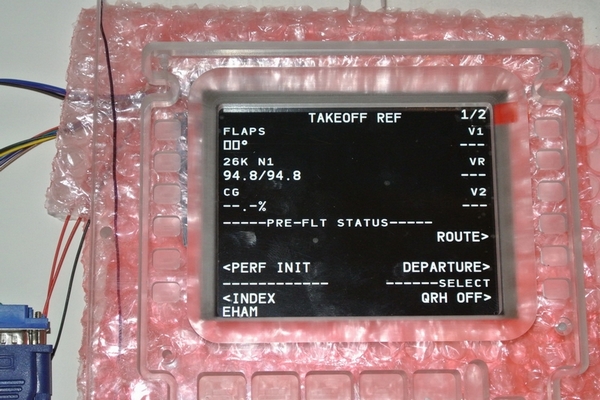 TAKEOFF REF 1/2
FLAPS V1
□□° ---
26K N1 VR
94.8/94.8 ---
CG V2
--.-% ---
-----PRE-FLT STATUS-----
ROUTE>
<PERF INIT DEPARTURE>
------------ ------SELECT
<INDEX QRH OFF>
EHAM